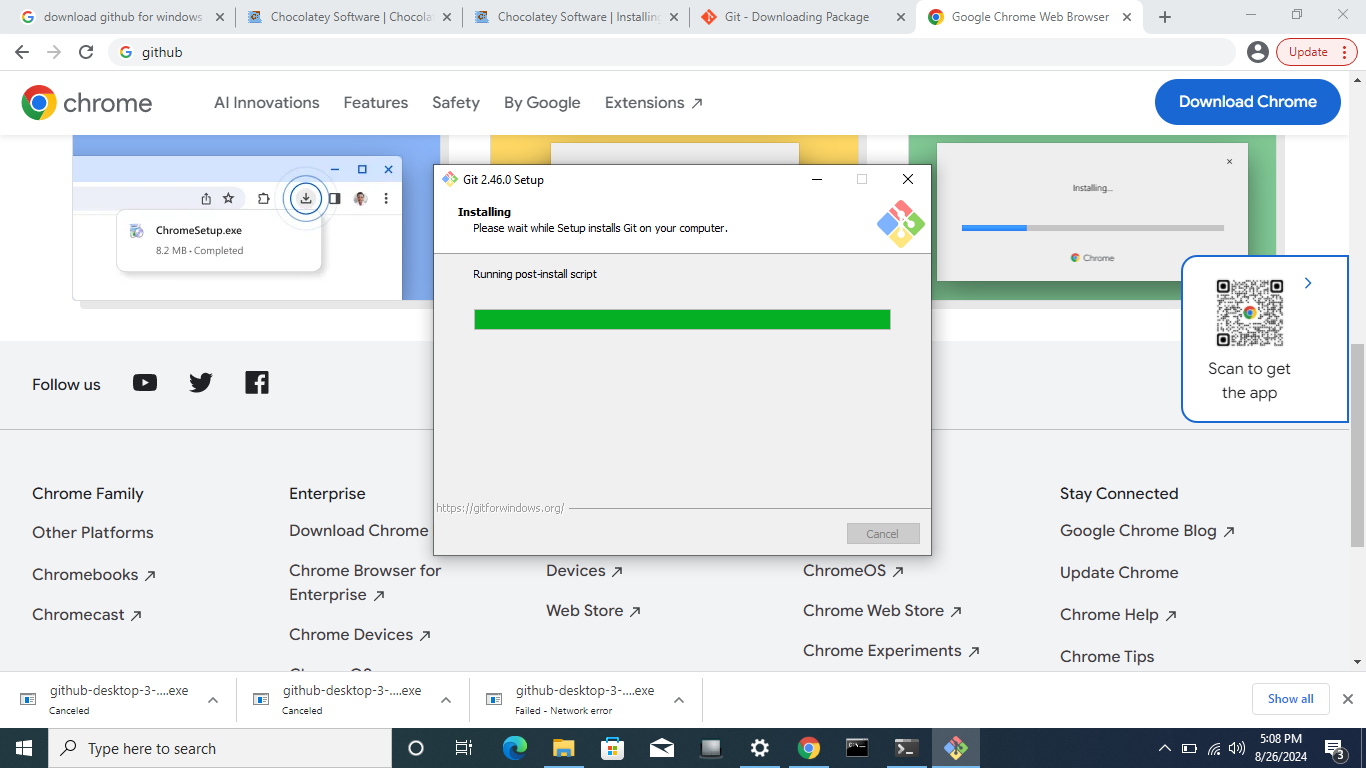 download github for windows
Chocolatey Software | Chocola
Chocolatey Software | Installing
Git - Downloading Package
Google Chrome Web Browser
github
Update
chrome
AI Innovations
Features
Safety
By Google
Extensions
Download Chrome
ChromeSetup.exe
8.2 MB • Completed
Installing...
Chrome
Git 2.46.0 Setup
Installing
Please wait while Setup installs Git on your computer.
Running post-install script
https://gitforwindows.org/
Cancel
Scan to get
the app
Follow us
Chrome Family
Other Platforms
Chromebooks
Chromecast
Enterprise
Download Chrome
Chrome Browser for
Enterprise
Chrome Devices
Devices
Web Store
ChromeOS
Chrome Web Store
Chrome Experiments
Stay Connected
Google Chrome Blog
Update Chrome
Chrome Help
Chrome Tips
github-desktop-3-....exe
Canceled
github-desktop-3-....exe
Canceled
github-desktop-3-....exe
Failed - Network error
Show all
Type here to search
5:08 PM
8/26/2024
3